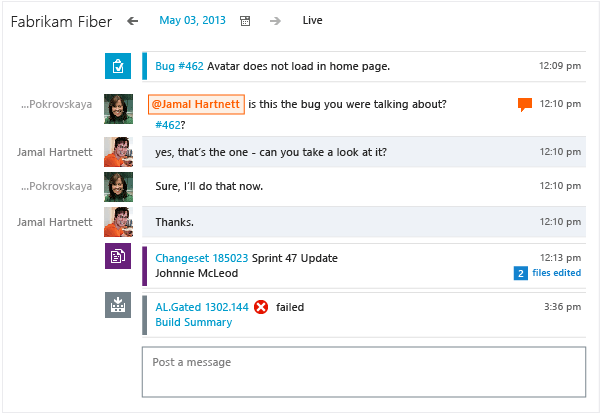 Fabrikam Fiber May 03, 2013 Live
Bug #462 Avatar does not load in home page. 12:09 pm
...Pokrovskaya @Jamal Hartnett is this the bug you were talking about? 12:10 pm
#462?
Jamal Hartnett yes, that's the one - can you take a look at it? 12:10 pm
...Pokrovskaya Sure, I'll do that now. 12:10 pm
Jamal Hartnett Thanks. 12:10 pm
Changeset 185023 Sprint 47 Update 12:13 pm
Johnnie McLeod 2 files edited
AL.Gated 1302.144 failed 3:36 pm
Build Summary
Post a message